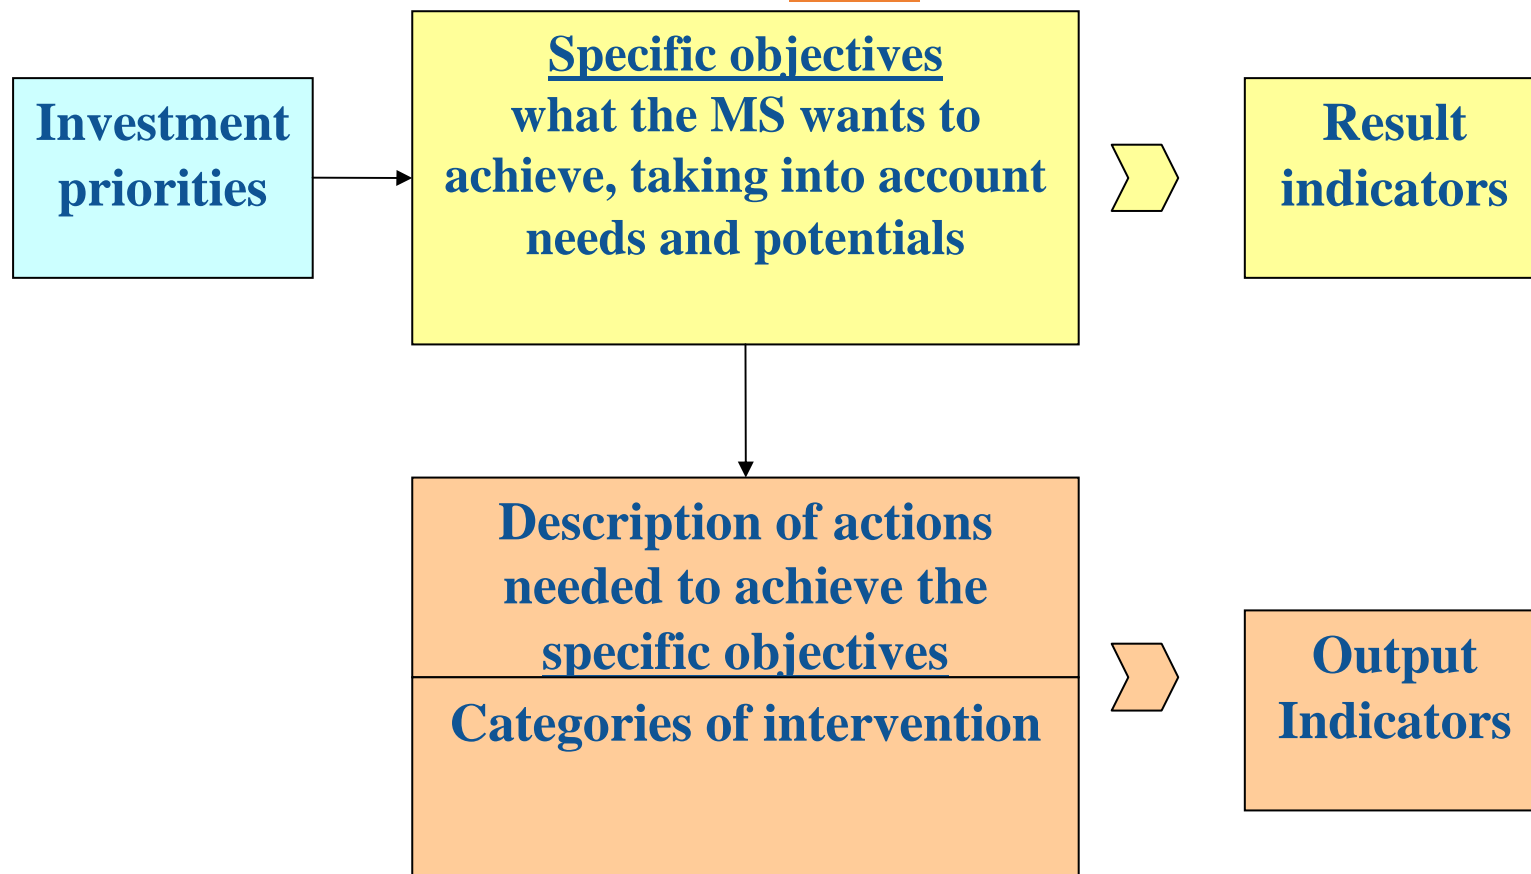 Investment
priorities
Specific objectives
what the MS wants to
achieve, taking into account
needs and potentials
Result
indicators
Description of actions
needed to achieve the
specific objectives
Categories of intervention
Output
Indicators